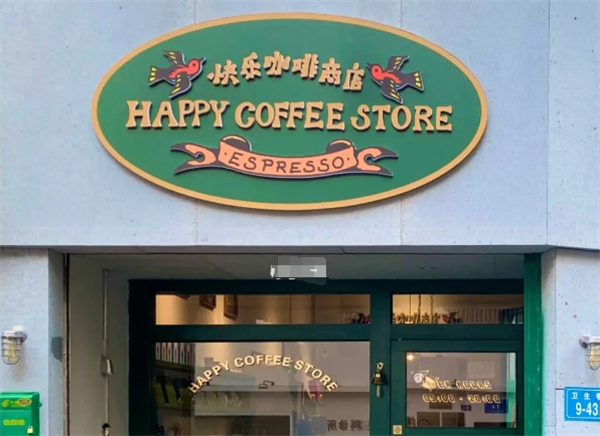 快乐咖啡商店
HAPPY COFFEE STORE
·ESPRESSO·
HAPPY COFFEE STORE
9-43